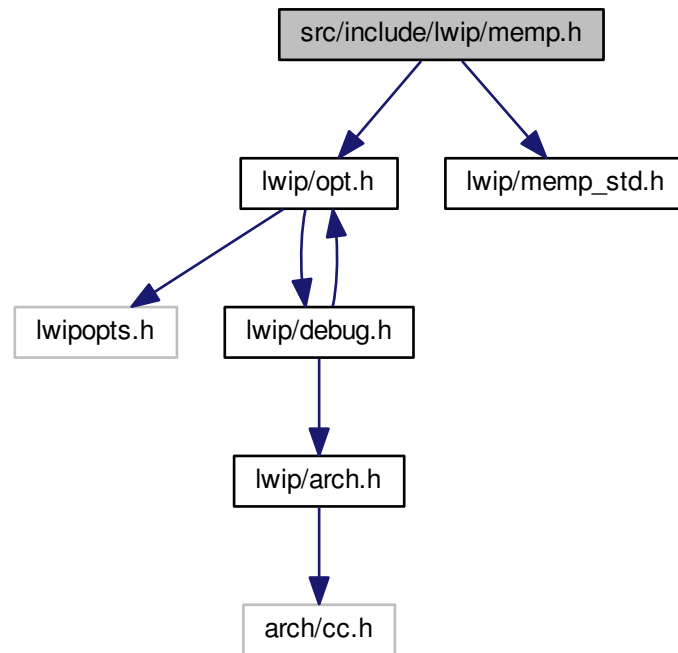 src/include/lwip/memp.h
lwip/opt.h
lwip/memp_std.h
lwipopts.h
lwip/debug.h
lwip/arch.h
arch/cc.h